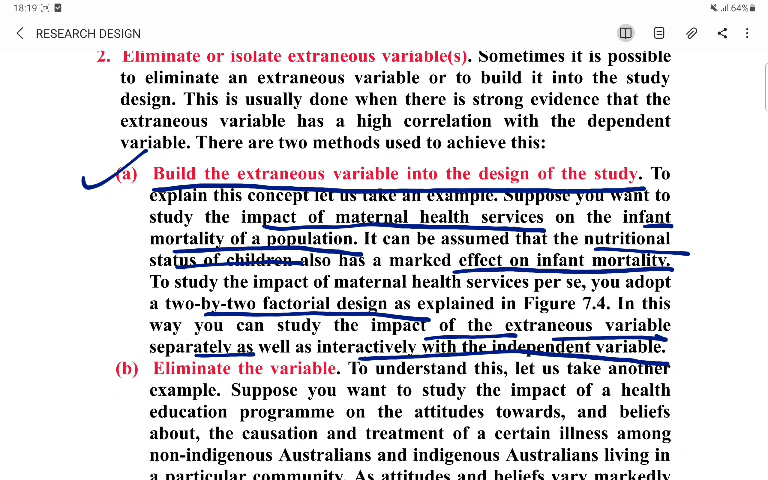 18:19
64%
RESEARCH DESIGN
2. Eliminate or isolate extraneous variable(s). Sometimes it is possible
to eliminate an extraneous variable or to build it into the study
design. This is usually done when there is strong evidence that the
extraneous variable has a high correlation with the dependent
variable. There are two methods used to achieve this:
(a) Build the extraneous variable into the design of the study. To
explain this concept let us take an example. Suppose you want to
study the impact of maternal health services on the infant
mortality of a population. It can be assumed that the nutritional
status of children also has a marked effect on infant mortality.
To study the impact of maternal health services per se, you adopt
a two-by-two factorial design as explained in Figure 7.4. In this
way you can study the impact of the extraneous variable
separately as well as interactively with the independent variable.
(b) Eliminate the variable. To understand this, let us take another
example. Suppose you want to study the impact of a health
education programme on the attitudes towards, and beliefs
about, the causation and treatment of a certain illness among
non-indigenous Australians and indigenous Australians living in
a particular community. As attitudes and beliefs vary markedly